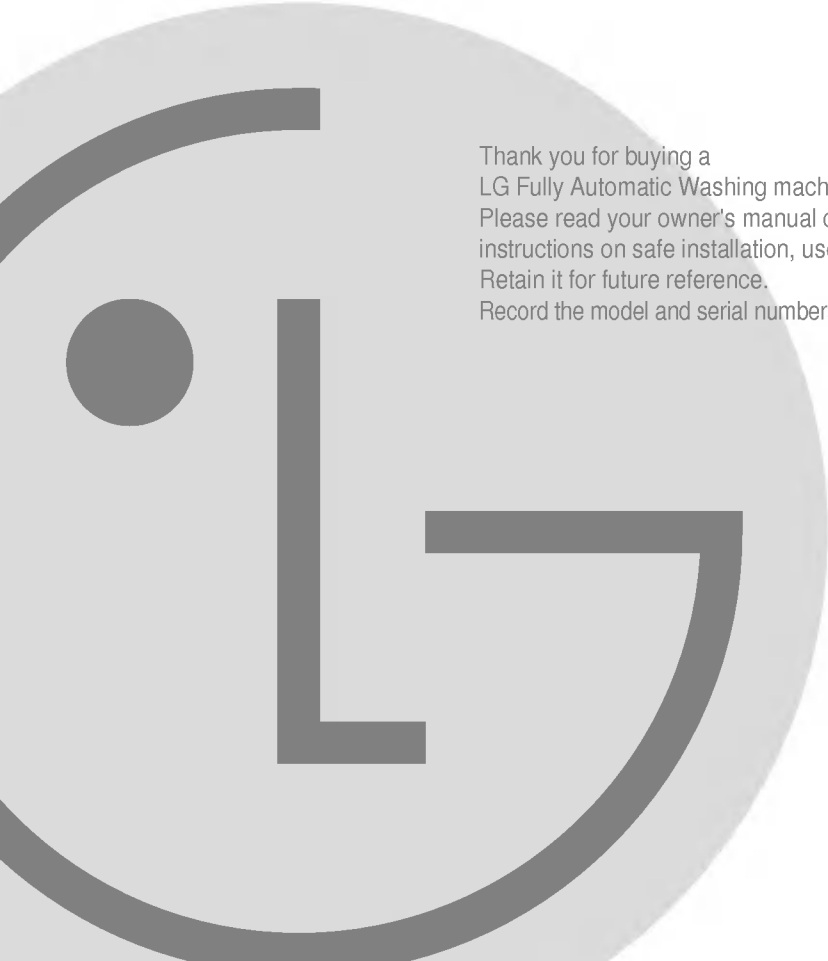 Thank you for buying a
LG Fully Automatic Washing mach
Please read your owner's manual
instructions on safe installation,
Retain it for future reference.
Record the model and serial number